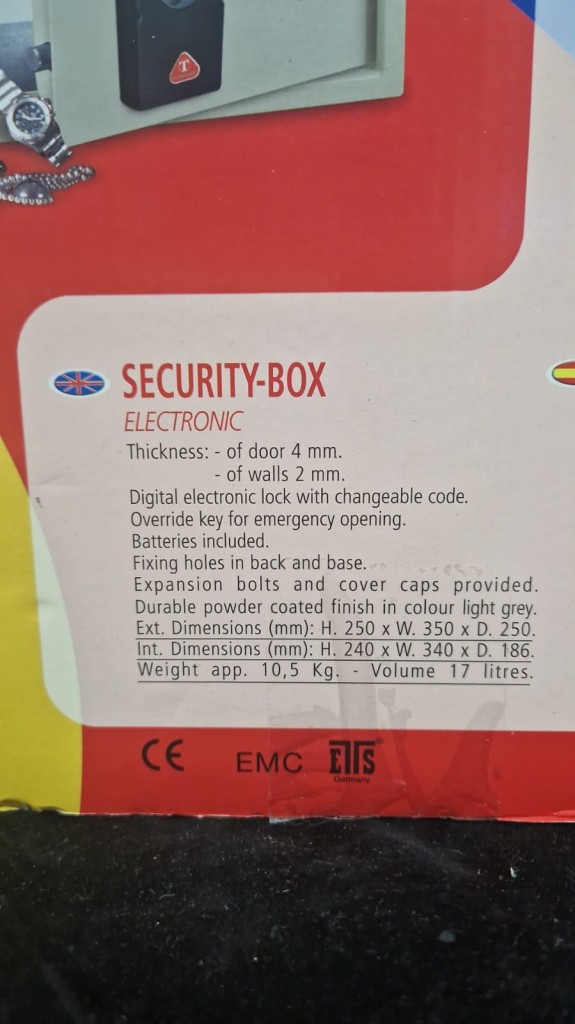 T
SECURITY-BOX
ELECTRONIC
Thickness: - of door 4 mm.
- of walls 2 mm.
Digital electronic lock with changeable code.
Override key for emergency opening.
Batteries included.
Fixing holes in back and base.
Expansion bolts and cover caps provided.
Durable powder coated finish in colour light grey.
Ext. Dimensions (mm): H. 250 x W. 350 x D. 250.
Int. Dimensions (mm): H. 240 x W. 340 x D. 186.
Weight app. 10,5 Kg. - Volume 17 litres.
CE EMC ETS®
Germany